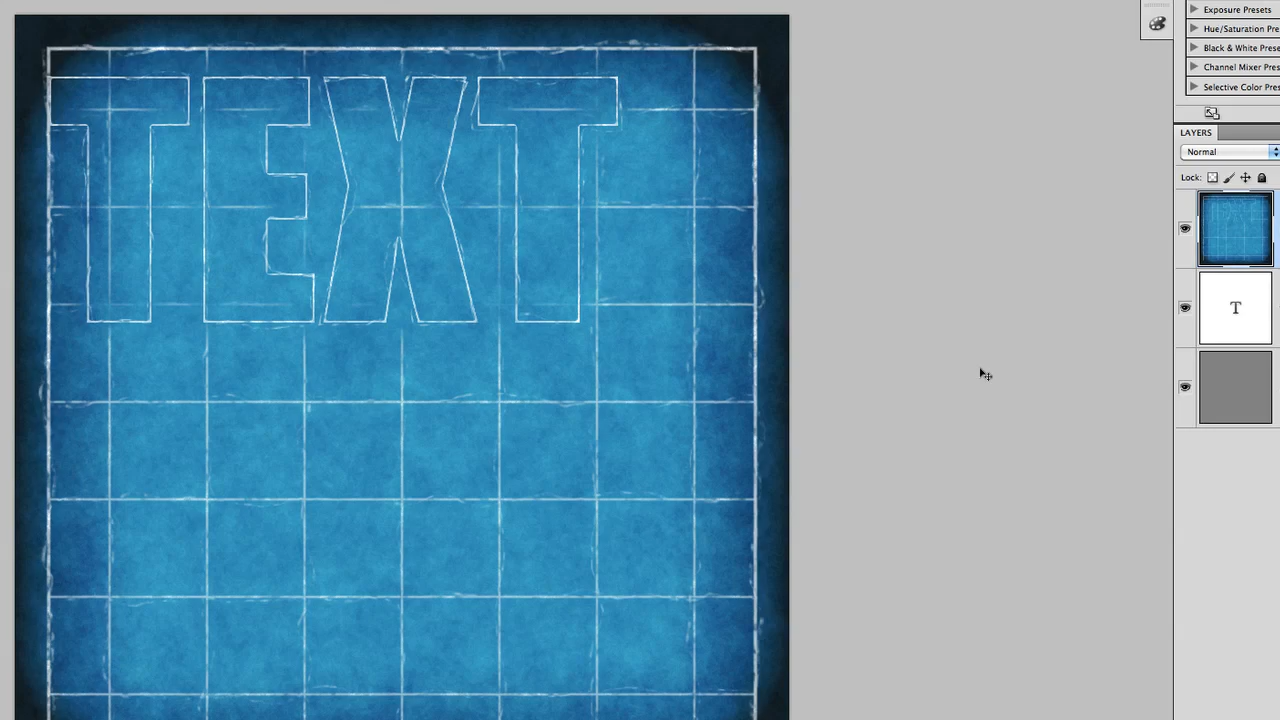 TEXT
Exposure Presets
Hue/Saturation Pre
Black & White Prese
Channel Mixer Pres
Selective Color Pres
LAYERS
Normal
Lock:
T